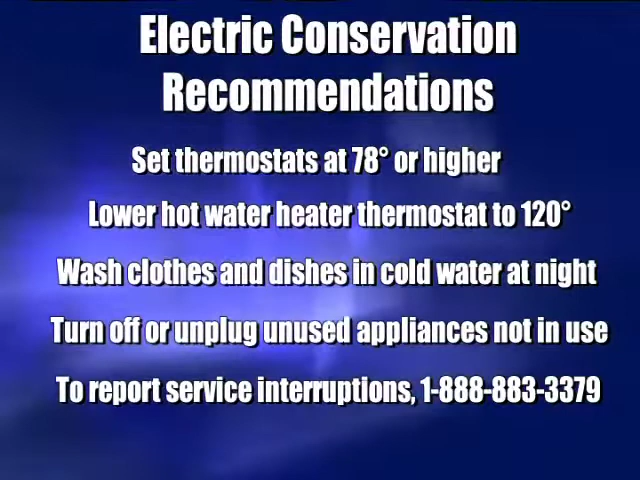 Electric Conservation
Recommendations
Set thermostats at 78° or higher
Lower hot water heater thermostat to 120°
Wash clothes and dishes in cold water at night
Turn off or unplug unused appliances not in use
To report service interruptions, 1-888-883-3379